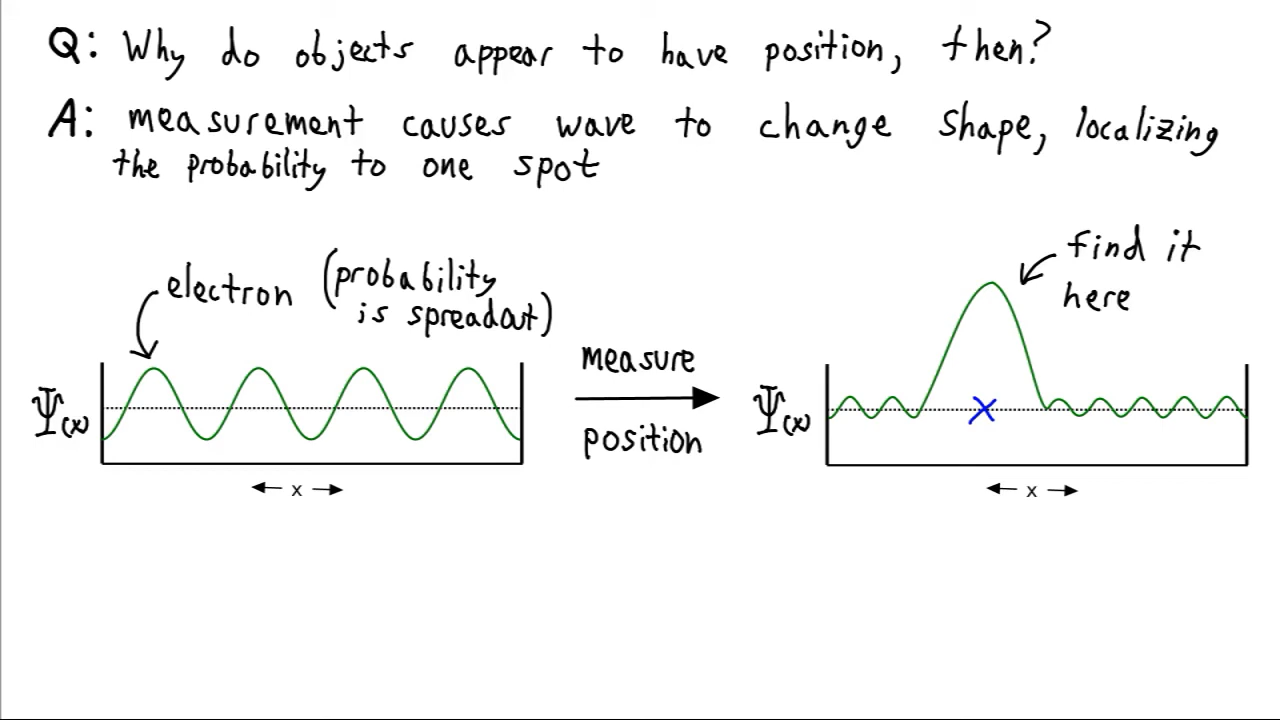 Q: Why do objects appear to have position, then?
A: measurement causes wave to change shape, localizing
the probability to one spot
electron (probability
is spreadout)
find it
here
measure
position
Ψ(x)
Ψ(x)
x
x